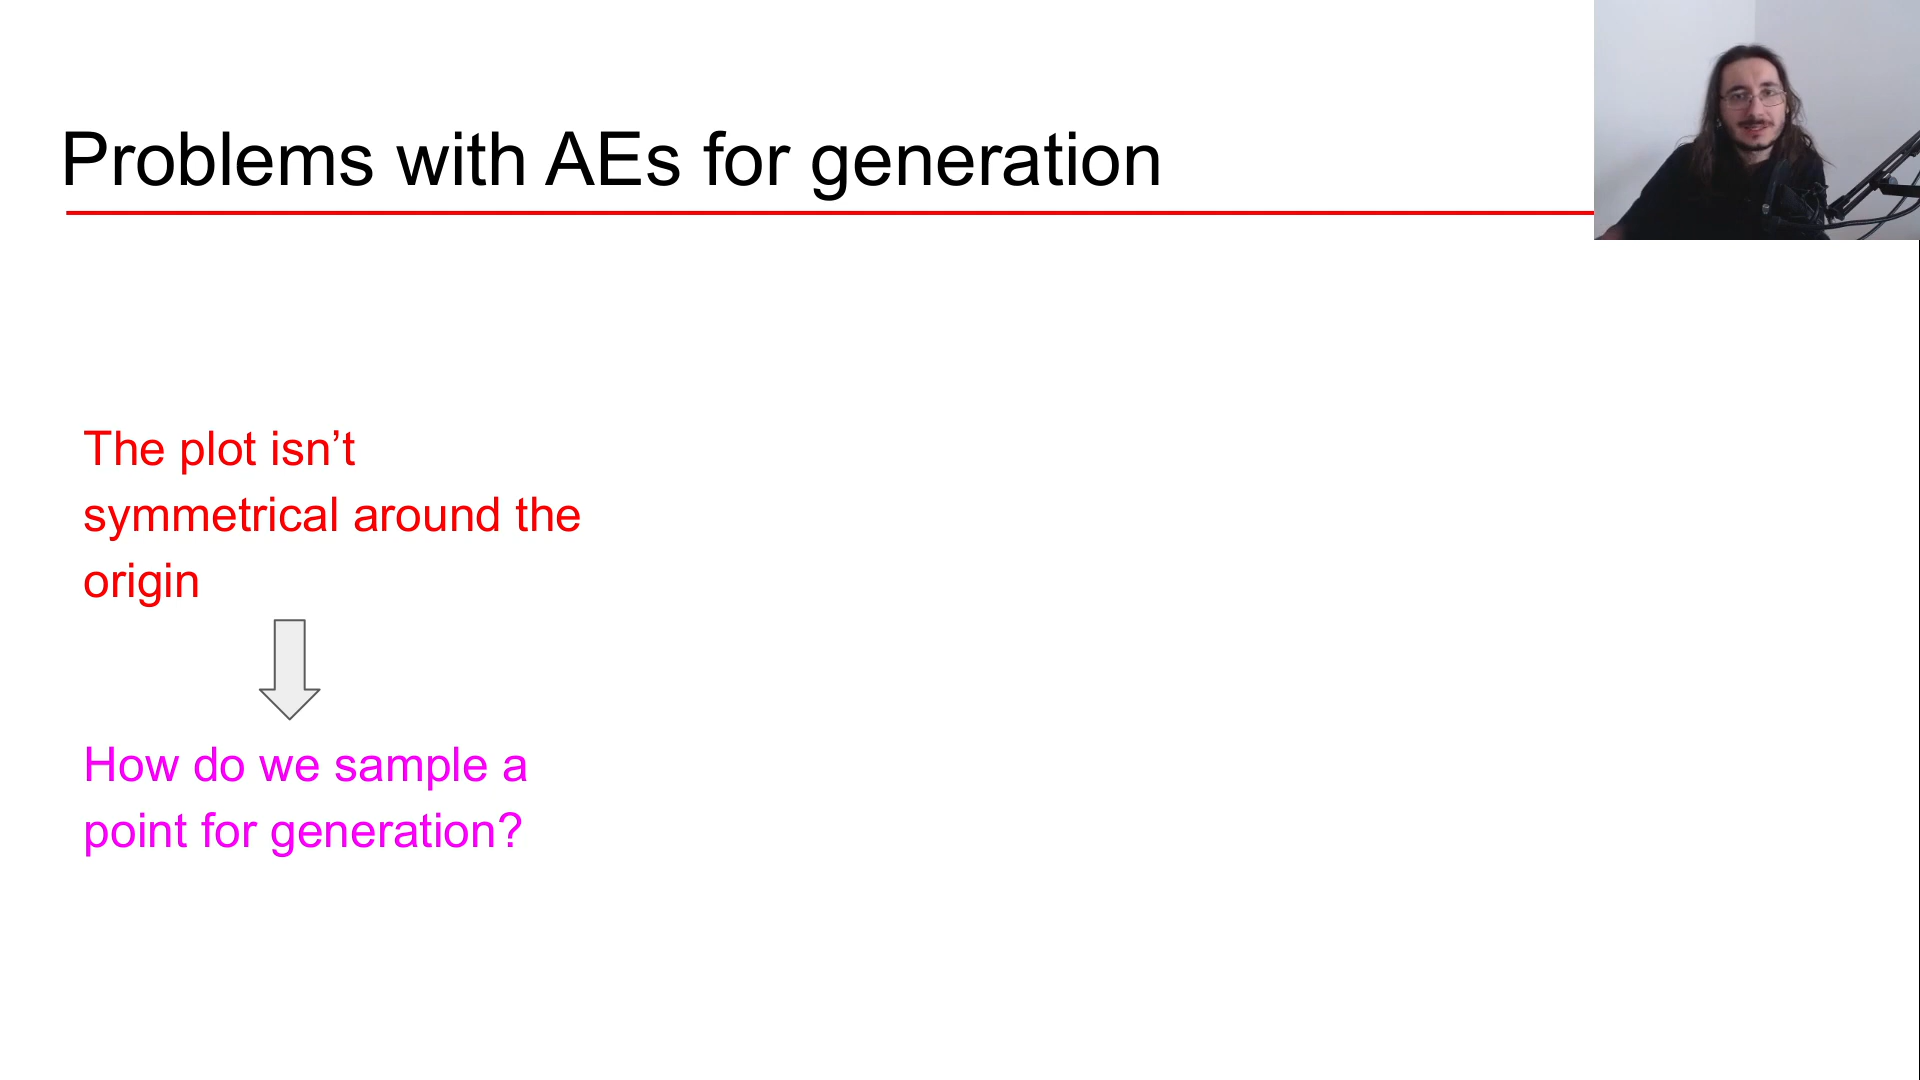 Problems with AEs for generation
The plot isn’t
symmetrical around the
origin
How do we sample a
point for generation?